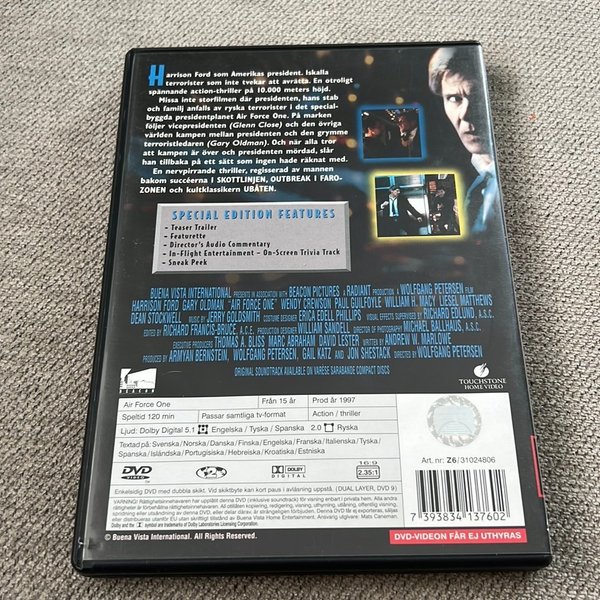 Harrison Ford som Amerikas president. Iskalla
terrorister som inte tvekar att avrätta. En otroligt
spännande action-thriller på 10.000 meters höjd.
Missa inte storfilmen där presidenten, hans stab
och familj anfalls av ryska terrorister i det special-
byggda presidentplanet Air Force One. På marken
följer vicepresidenten (Glenn Close) och den övriga
världen kampen mellan presidenten och den grymme
terroristledaren (Gary Oldman). Och när alla tror
att kampen är över och presidenten mördad, slår
han tillbaka på ett sätt som ingen hade räknat med.
En nervpirrande thriller, regisserad av mannen
bakom succéerna I SKOTTLINJEN, OUTBREAK I FARO-
ZONEN och kultklassikern UBÅTEN.
SPECIAL EDITION FEATURES
- Teaser Trailer
- Featurette
- Director's Audio Commentary
- In-Flight Entertainment – On-Screen Trivia Track
- Sneak Peek
BUENA VISTA INTERNATIONAL PRESENTS IN ASSOCIATION WITH BEACON PICTURES A RADIANT PRODUCTION A WOLFGANG PETERSEN FILM
HARRISON FORD GARY OLDMAN "AIR FORCE ONE" WENDY CREWSON PAUL GUILFOYLE WILLIAM H. MACY LIESEL MATTHEWS
DEAN STOCKWELL MUSIC BY JERRY GOLDSMITH COSTUME DESIGNER ERICA EDELL PHILLIPS VISUAL EFFECTS SUPERVISED BY RICHARD EDLUND, A.S.C.
EDITED BY RICHARD FRANCIS-BRUCE, A.C.E. PRODUCTION DESIGNER WILLIAM SANDELL DIRECTOR OF PHOTOGRAPHY MICHAEL BALLHAUS, A.S.C.
EXECUTIVE PRODUCERS THOMAS A. BLISS MARC ABRAHAM DAVID LESTER WRITTEN BY ANDREW W. MARLOWE
PRODUCED BY ARMYAN BERNSTEIN, WOLFGANG PETERSEN, GAIL KATZ AND JON SHESTACK DIRECTED BY WOLFGANG PETERSEN
ORIGINAL SOUNDTRACK AVAILABLE ON VARESE SARABANDE COMPACT DISCS
BEACON
TOUCHSTONE
HOME VIDEO
Air Force One Från 15 år Prod år 1997
Speltid 120 min Passar samtliga tv-format Action / thriller
Ljud: Dolby Digital 5.1 Engelska / Tyska / Spanska 2.0 Ryska
Textad på: Svenska/Norska/Danska/Finska/Engelska/Franska/Italienska/Tyska/
Spanska/Isländska/Portugisiska/Hebreiska/Kroatiska/Estniska
DVD VIDEO DOLBY DIGITAL 16:9 2.35:1
Enkelsidig DVD med dubbla skikt. Vid skiktbyte kan kort paus i avläsning uppstå. (DUAL LAYER, DVD 9)
Art. nr: Z6/31024806
7 393834 137602
© Buena Vista International. All Rights Reserved.
DVD-VIDEON FÅR EJ UTHYRAS